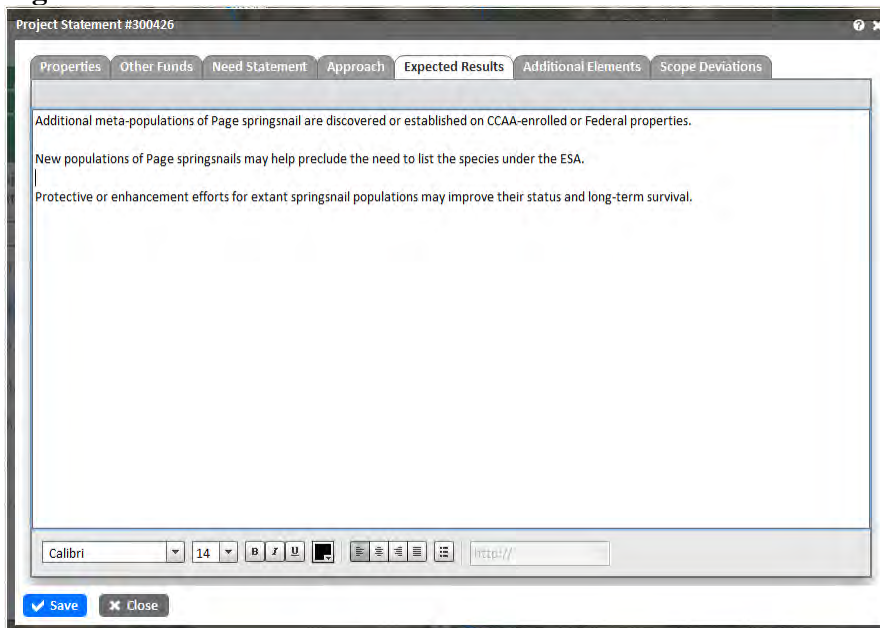 Project Statement #300426
Properties Other Funds Need Statement Approach Expected Results Additional Elements Scope Deviations
Additional meta-populations of Page springsnail are discovered or established on CCAA-enrolled or Federal properties.
New populations of Page springsnails may help preclude the need to list the species under the ESA.
Protective or enhancement efforts for extant springsnail populations may improve their status and long-term survival.
Calibri 14 B I U http://
Save Close